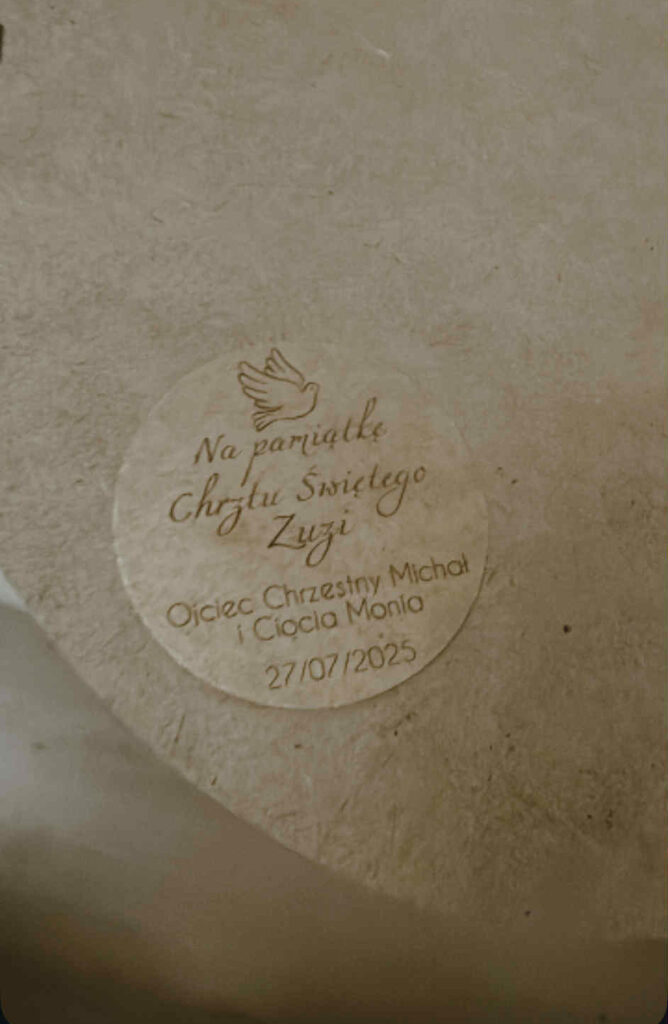 Na pamiątkę
Chrztu Świętego
Zuzi
Ojciec Chrzestny Michał
i Ciocia Monia
27/07/2025